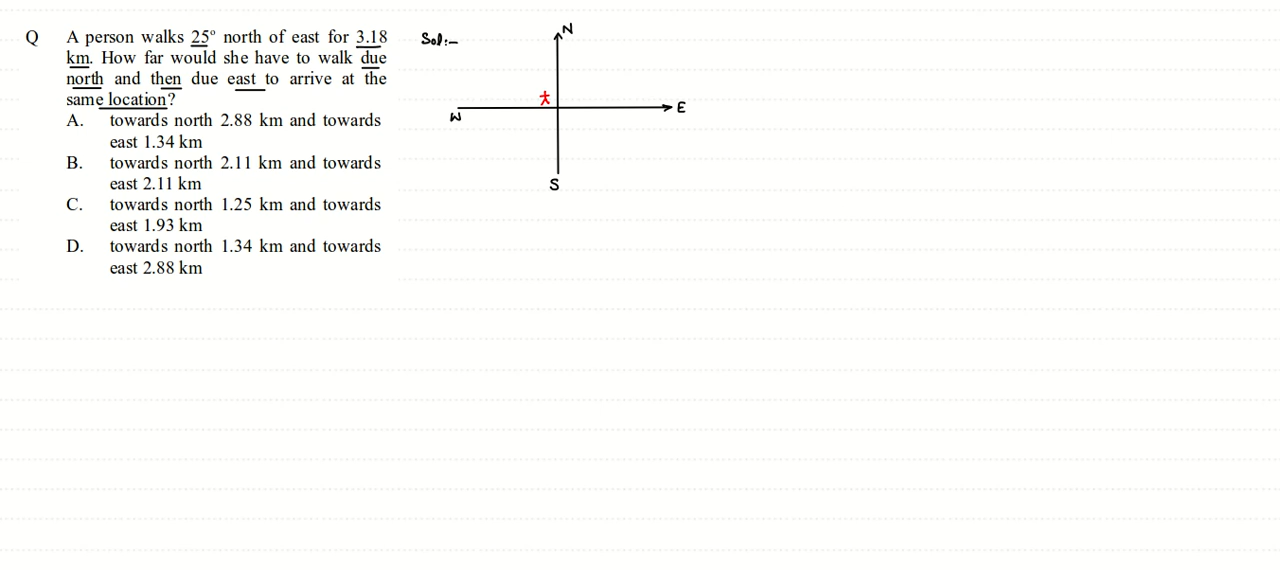 Q A person walks 25° north of east for 3.18
km. How far would she have to walk due
north and then due east to arrive at the
same location?
A. towards north 2.88 km and towards
east 1.34 km
B. towards north 2.11 km and towards
east 2.11 km
C. towards north 1.25 km and towards
east 1.93 km
D. towards north 1.34 km and towards
east 2.88 km
Sol:-
N
E
W
S